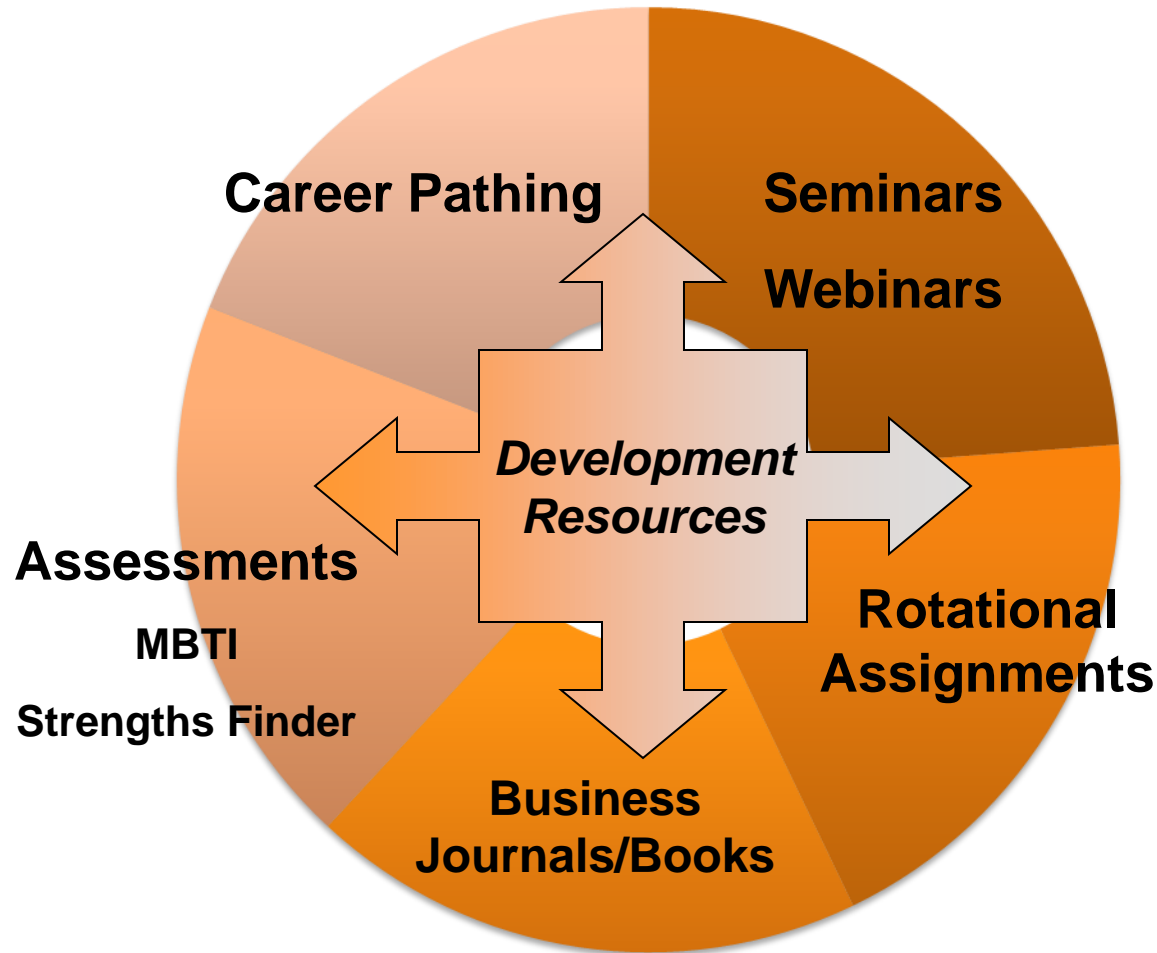 Career Pathing
Seminars
Webinars
Development
Resources
Assessments
MBTI
Strengths Finder
Rotational
Assignments
Business
Journals/Books